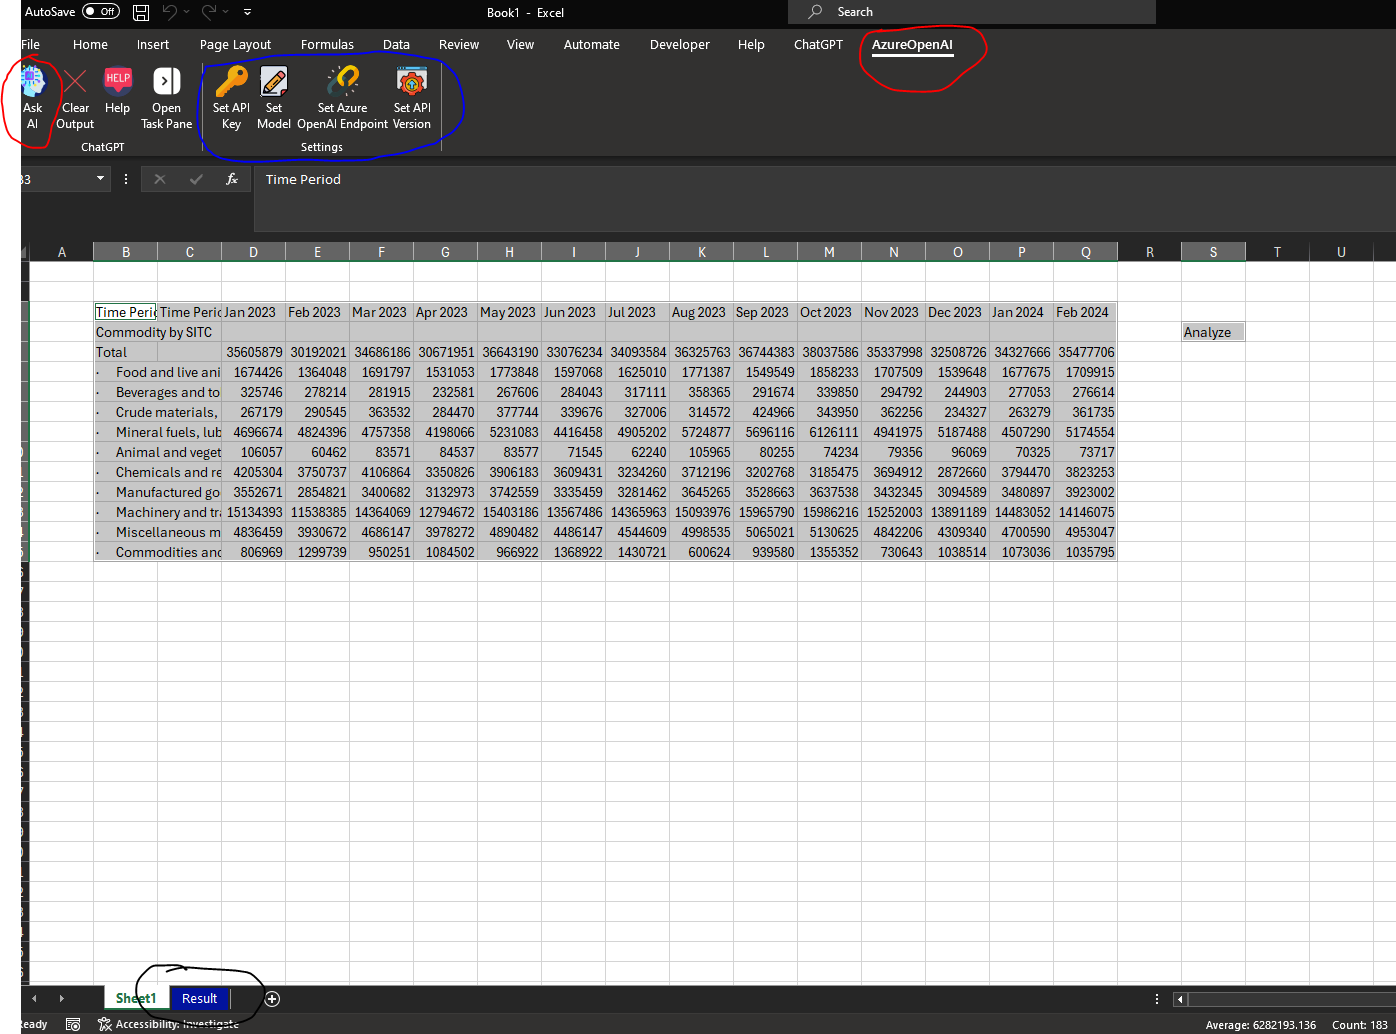 AutoSave Off Book1 - Excel Search
File Home Insert Page Layout Formulas Data Review View Automate Developer Help ChatGPT AzureOpenAI
HELP
Ask Clear Help Open Set API Set Set Azure Set API
AI Output Task Pane Key Model OpenAI Endpoint Version
ChatGPT Settings
33 fx Time Period
A B C D E F G H I J K L M N O P Q R S T U
Time Peri Time Peric Jan 2023 Feb 2023 Mar 2023 Apr 2023 May 2023 Jun 2023 Jul 2023 Aug 2023 Sep 2023 Oct 2023 Nov 2023 Dec 2023 Jan 2024 Feb 2024
Commodity by SITC Analyze
Total 35605879 30192021 34686186 30671951 36643190 33076234 34093584 36325763 36744383 38037586 35337998 32508726 34327666 35477706
· Food and live ani 1674426 1364048 1691797 1531053 1773848 1597068 1625010 1771387 1549549 1858233 1707509 1539648 1677675 1709915
· Beverages and to 325746 278214 281915 232581 267606 284043 317111 358365 291674 339850 294792 244903 277053 276614
· Crude materials, 267179 290545 363532 284470 377744 339676 327006 314572 424966 343950 362256 234327 263279 361735
· Mineral fuels, lub 4696674 4824396 4757358 4198066 5231083 4416458 4905202 5724877 5696116 6126111 4941975 5187488 4507290 5174554
· Animal and veget 106057 60462 83571 84537 83577 71545 62240 105965 80255 74234 79356 96069 70325 73717
· Chemicals and re 4205304 3750737 4106864 3350826 3906183 3609431 3234260 3712196 3202768 3185475 3694912 2872660 3794470 3823253
· Manufactured go 3552671 2854821 3400682 3132973 3742559 3335459 3281462 3645265 3528663 3637538 3432345 3094589 3480897 3923002
· Machinery and tra 15134393 11538385 14364069 12794672 15403186 13567486 14365963 15093976 15965790 15986216 15252003 13891189 14483052 14146075
· Miscellaneous m 4836459 3930672 4686147 3978272 4890482 4486147 4544609 4998535 5065021 5130625 4842206 4309340 4700590 4953047
· Commodities anc 806969 1299739 950251 1084502 966922 1368922 1430721 600624 939580 1355352 730643 1038514 1073036 1035795
Sheet1 Result
eady Accessibility: Investigate Average: 6282193.136 Count: 183